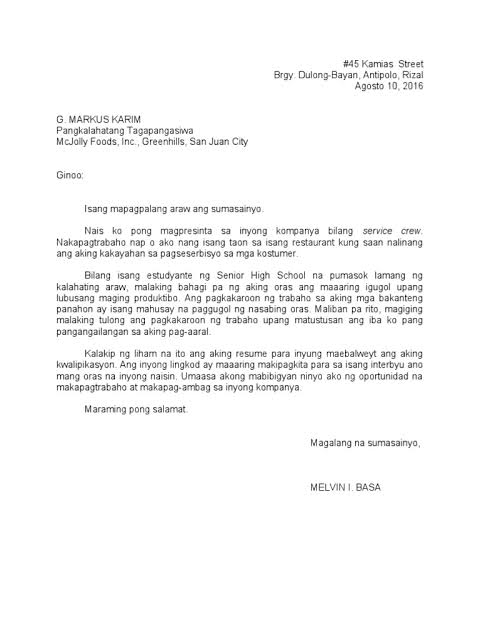 #45 Kamias Street
Brgy. Dulong-Bayan, Antipolo, Rizal
Agosto 10, 2016
G. MARKUS KARIM
Pangkalahatang Tagapangasiwa
McJolly Foods, Inc., Greenhills, San Juan City
Ginoo:
Isang mapagpalang araw ang sumasainyo.
Nais ko pong magpresinta sa inyong kompanya bilang service crew.
Nakapagtrabaho nap o ako nang isang taon sa isang restaurant kung saan nalinang
ang aking kakayahan sa pagseserbisyo sa mga kostumer.
Bilang isang estudyante ng Senior High School na pumasok lamang ng
kalahating araw, malaking bahagi pa ng aking oras ang maaaring igugol upang
lubusang maging produktibo. Ang pagkakaroon ng trabaho sa aking mga bakanteng
panahon ay isang mahusay na paggugol ng nasabing oras. Maliban pa rito, magiging
malaking tulong ang pagkakaroon ng trabaho upang matustusan ang iba ko pang
pangangailangan sa aking pag-aaral.
Kalakip ng liham na ito ang aking resume para inyung maebalweyt ang aking
kwalipikasyon. Ang inyong lingkod ay maaaring makipagkita para sa isang interbyu ano
mang oras na inyong naisin. Umaasa akong mabibigyan ninyo ako ng oportunidad na
makapagtrabaho at makapag-ambag sa inyong kompanya.
Maraming pong salamat.
Magalang na sumasainyo,
MELVIN I. BASA